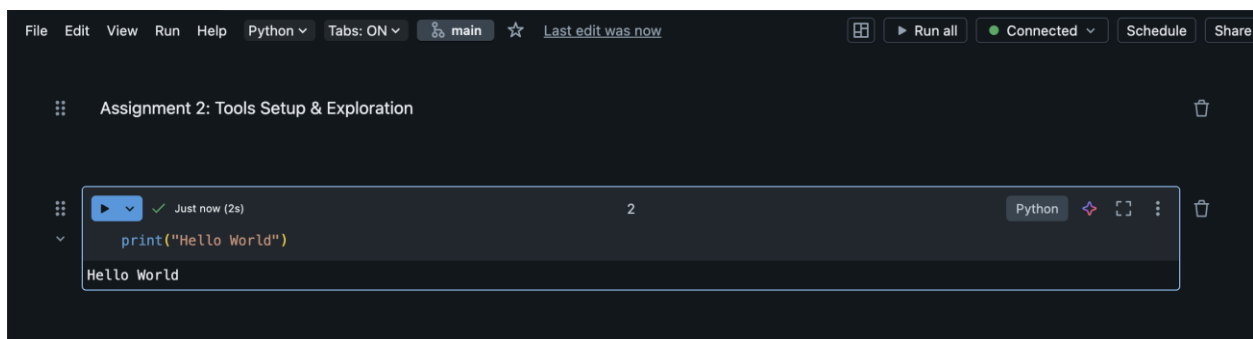 File Edit View Run Help Python Tabs: ON main Last edit was now Run all Connected Schedule Share
Assignment 2: Tools Setup & Exploration
Just now (2s) 2 Python
print("Hello World")
Hello World